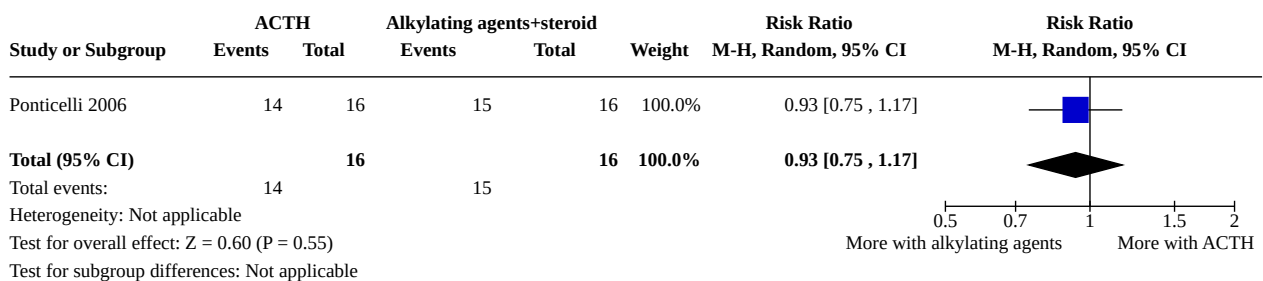 ACTH Alkylating agents+steroid Risk Ratio Risk Ratio
Study or Subgroup Events Total Events Total Weight M-H, Random, 95% CI M-H, Random, 95% CI
Ponticelli 2006 14 16 15 16 100.0% 0.93 [0.75 , 1.17]
Total (95% CI) 16 16 100.0% 0.93 [0.75 , 1.17]
Total events: 14 15
Heterogeneity: Not applicable
0.5 0.7 1 1.5 2
Test for overall effect: Z = 0.60 (P = 0.55) More with alkylating agents More with ACTH
Test for subgroup differences: Not applicable